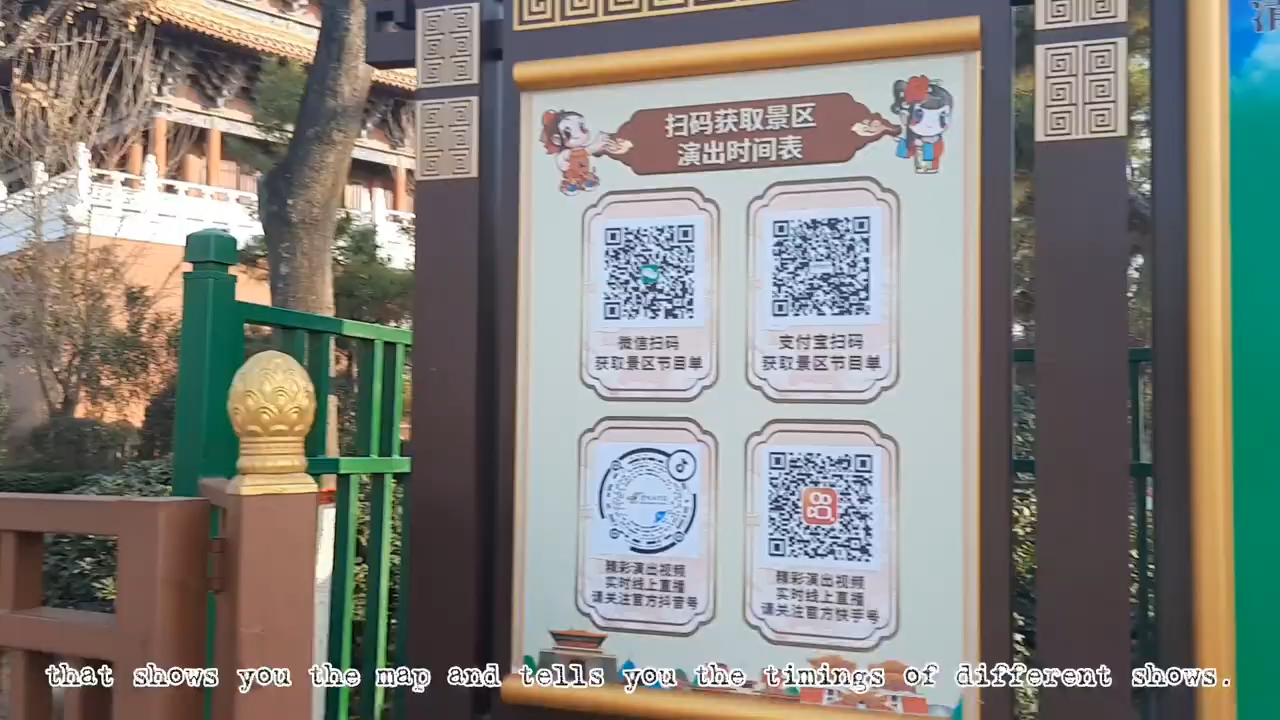 扫码获取景区
演出时间表
微信扫码
获取景区节目单
支付宝扫码
获取景区节目单
精彩演出视频
实时线上直播
请关注官方抖音号
精彩演出视频
实时线上直播
请关注官方快手号
that shows you the map and tells you the timings of different shows.